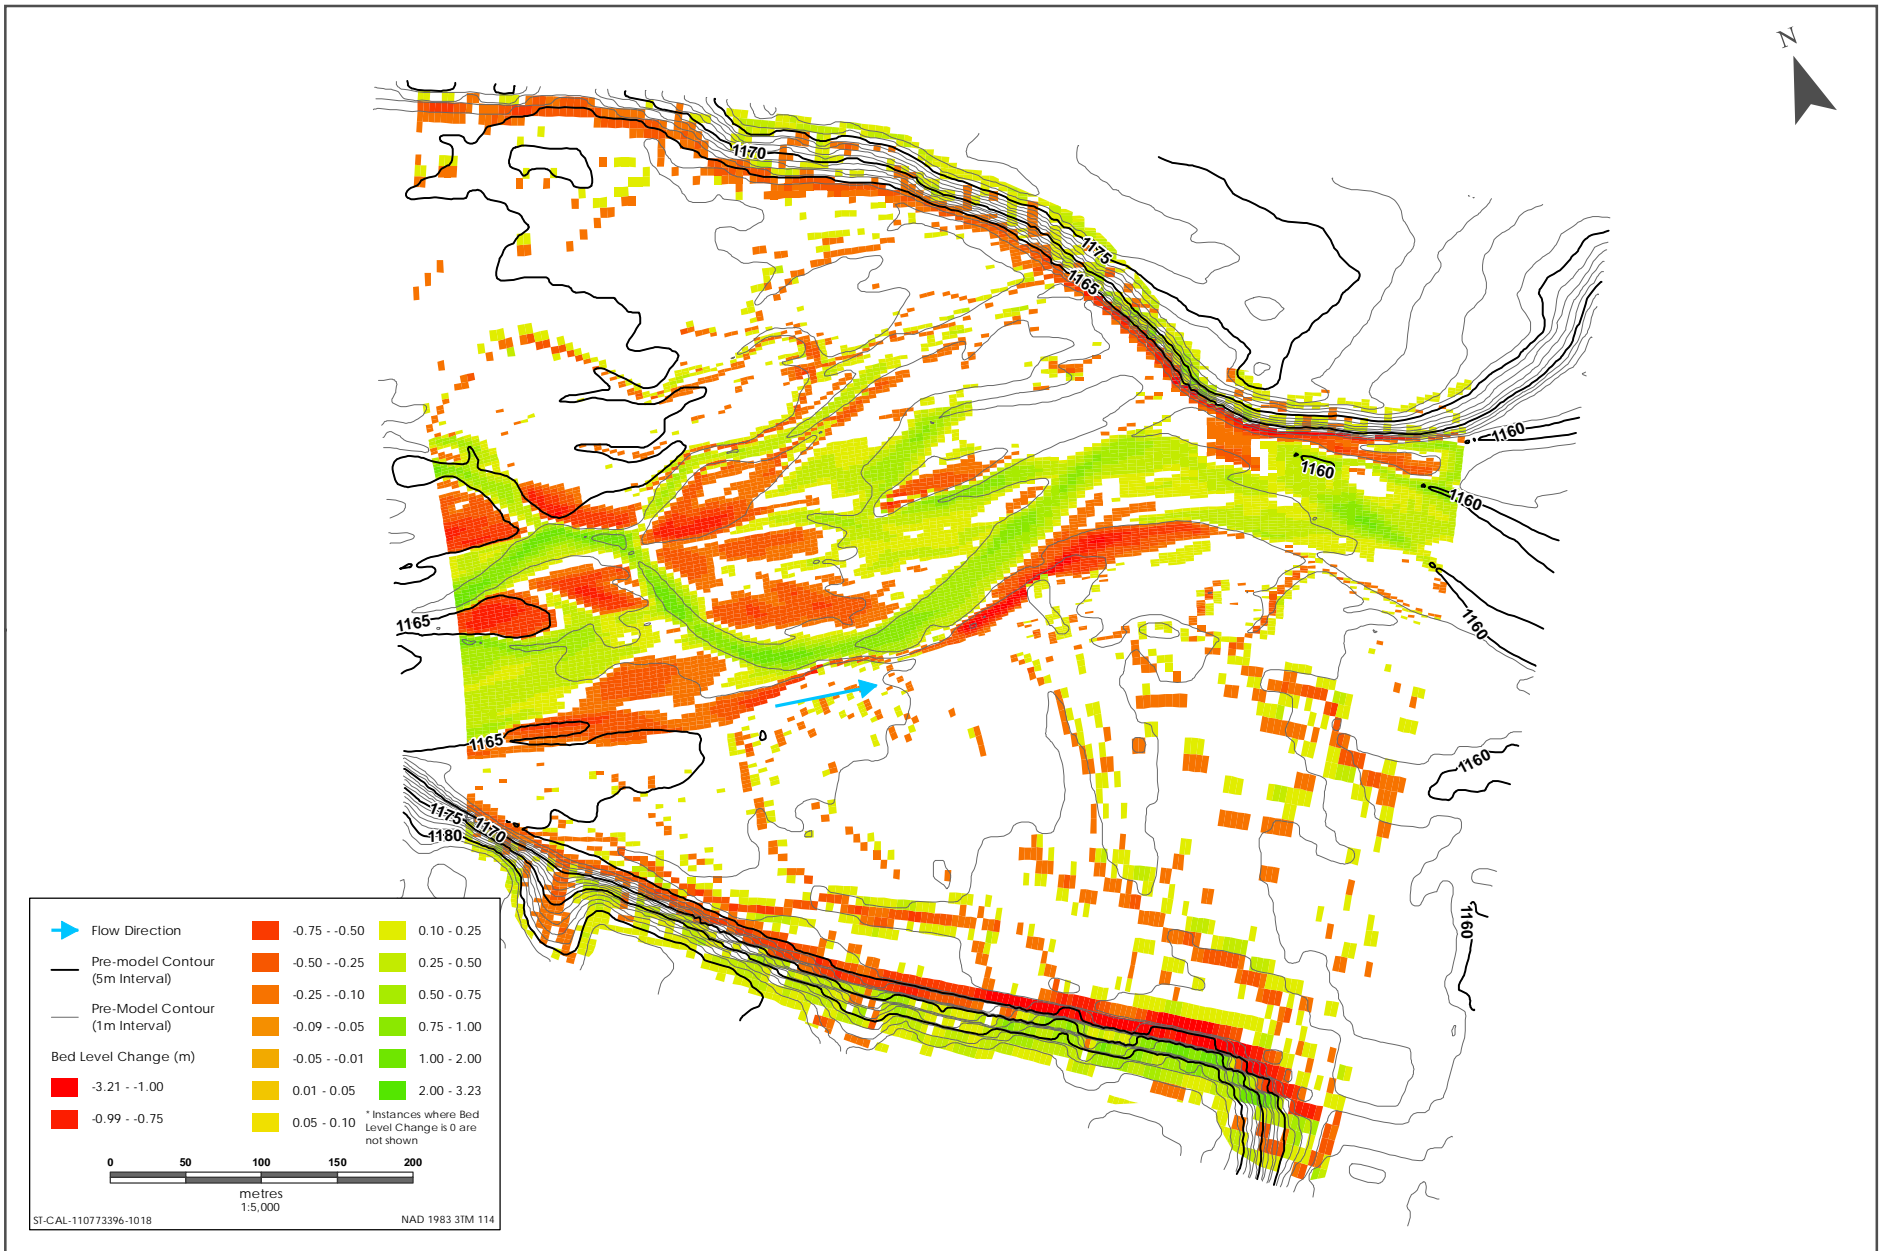 N
1170
1175
1165
1160
1160
1160
1165
1160
1165
1160
1175
1170
1180
1160
Flow Direction
Pre-model Contour
(5m Interval)
Pre-Model Contour
(1m Interval)
Bed Level Change (m)
-3.21 - -1.00
-0.99 - -0.75
-0.75 - -0.50
-0.50 - -0.25
-0.25 - -0.10
-0.09 - -0.05
-0.05 - -0.01
0.01 - 0.05
0.05 - 0.10
0.10 - 0.25
0.25 - 0.50
0.50 - 0.75
0.75 - 1.00
1.00 - 2.00
2.00 - 3.23
* Instances where Bed
Level Change is 0 are
not shown
0 50 100 150 200
metres
1:5,000
ST-CAL-110773396-1018 NAD 1983 3TM 114